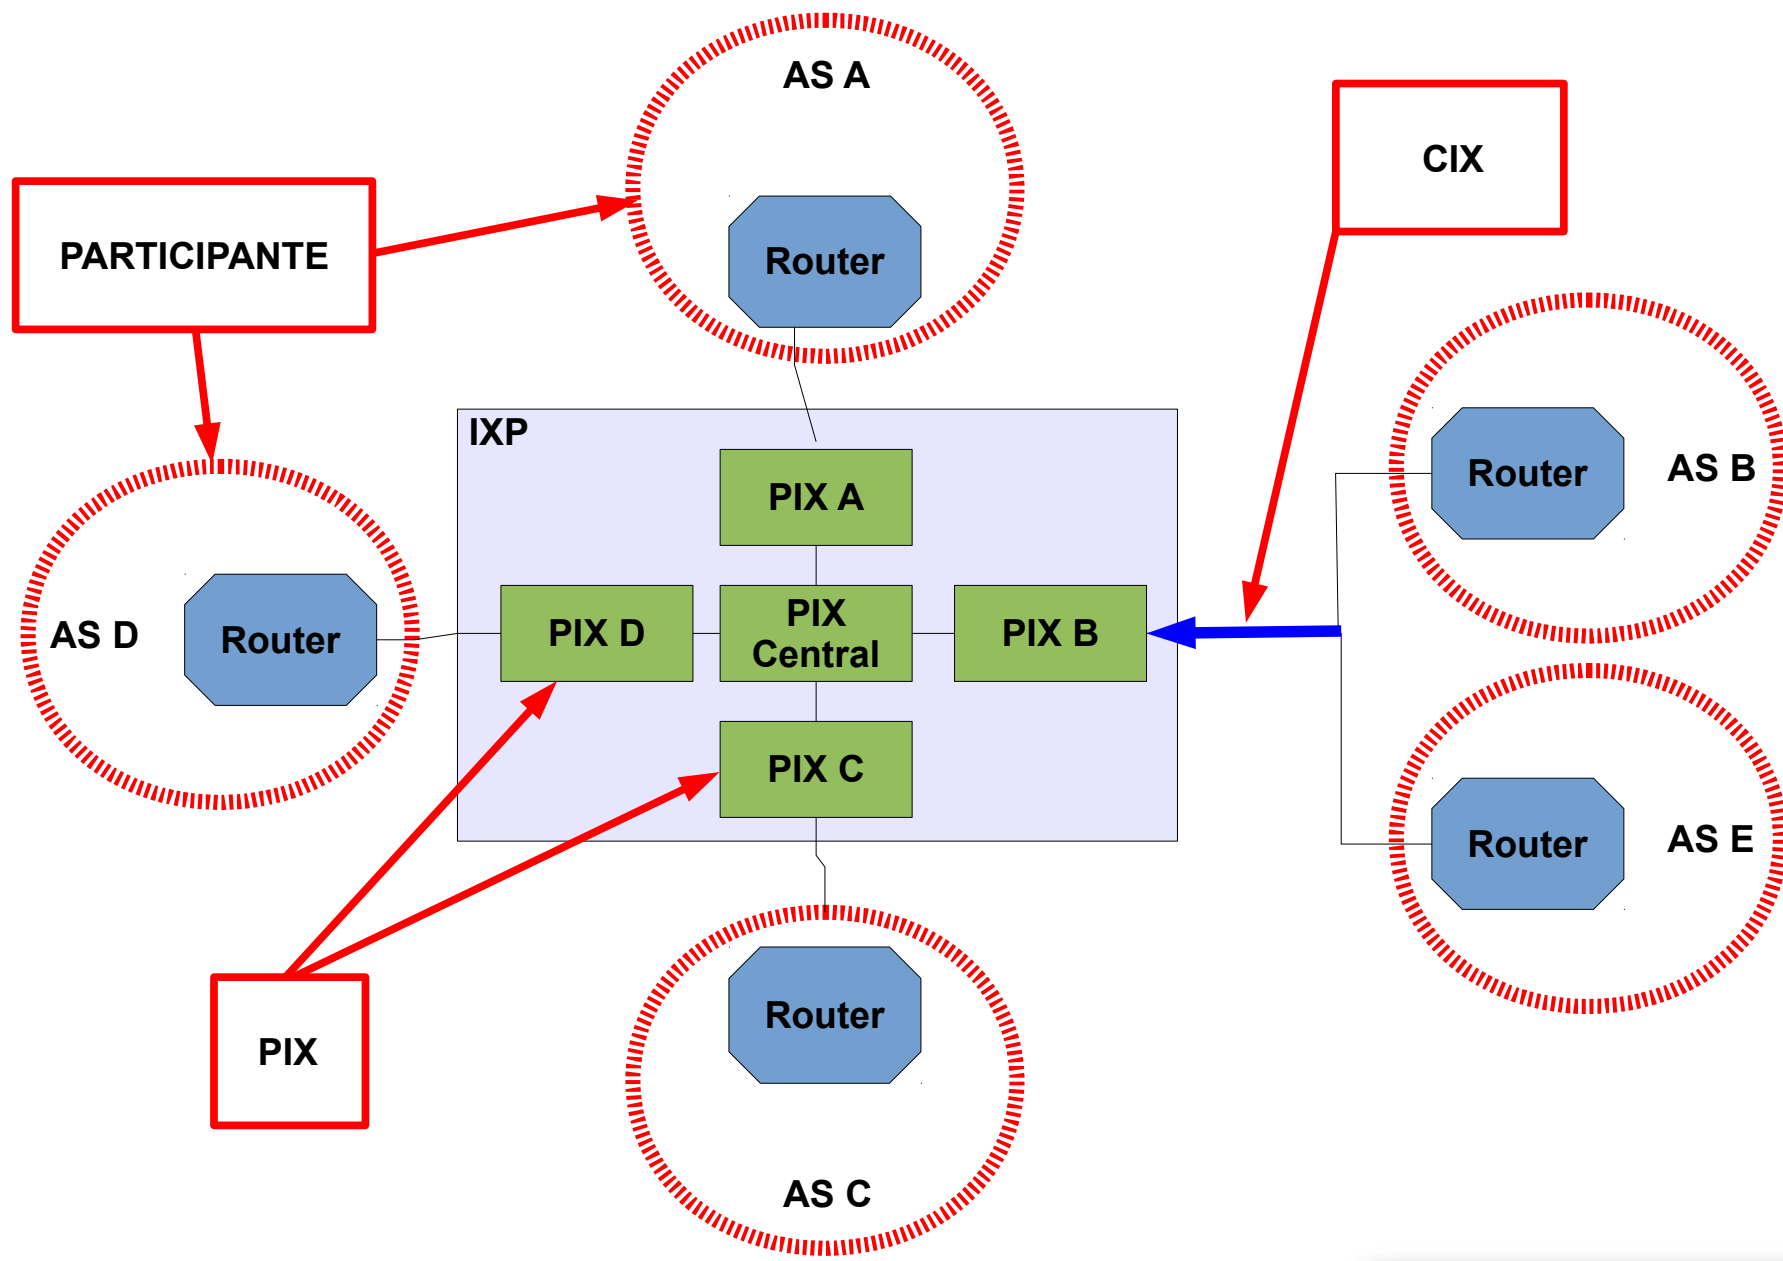 AS A
CIX
PARTICIPANTE
Router
IXP
Router
AS B
PIX A
AS D
Router
PIX D
PIX
Central
PIX B
PIX C
Router
AS E
Router
PIX
AS C